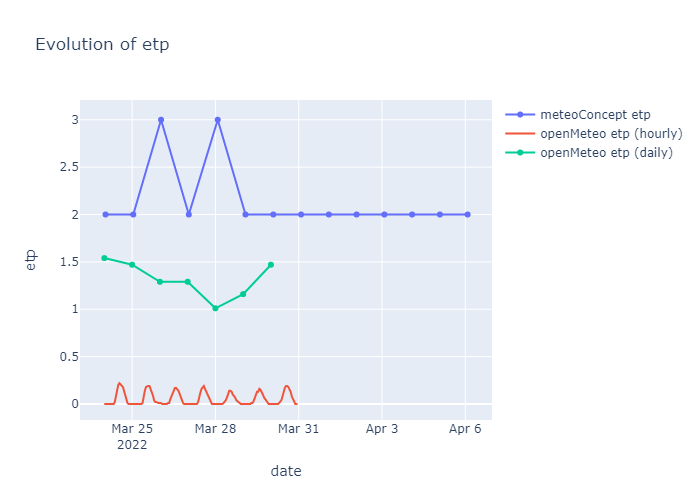 Evolution of etp
meteoConcept etp
openMeteo etp (hourly)
openMeteo etp (daily)
3
2.5
2
1.5
1
0.5
0
etp
Mar 25
2022
Mar 28
Mar 31
Apr 3
Apr 6
date